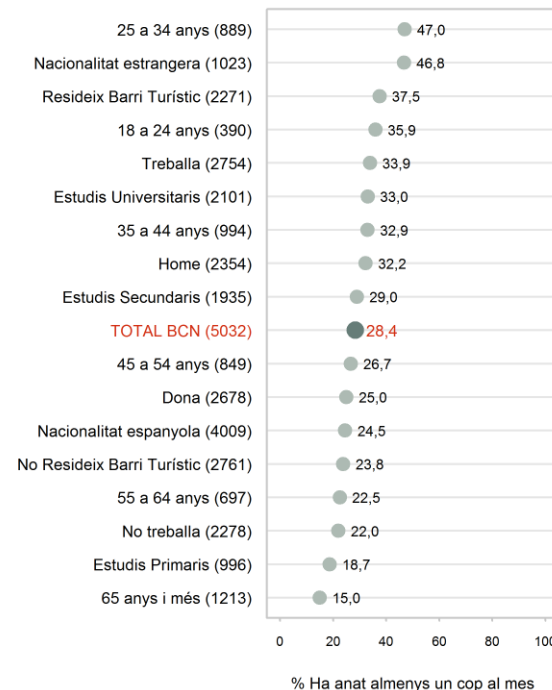 25 a 34 anys (889) 47,0
Nacionalitat estrangera (1023) 46,8
Resideix Barri Turístic (2271) 37,5
18 a 24 anys (390) 35,9
Treballa (2754) 33,9
Estudis Universitaris (2101) 33,0
35 a 44 anys (994) 32,9
Home (2354) 32,2
Estudis Secundaris (1935) 29,0
TOTAL BCN (5032) 28,4
45 a 54 anys (849) 26,7
Dona (2678) 25,0
Nacionalitat espanyola (4009) 24,5
No Resideix Barri Turístic (2761) 23,8
55 a 64 anys (697) 22,5
No treballa (2278) 22,0
Estudis Primaris (996) 18,7
65 anys i més (1213) 15,0
0 20 40 60 80 100
% Ha anat almenys un cop al mes